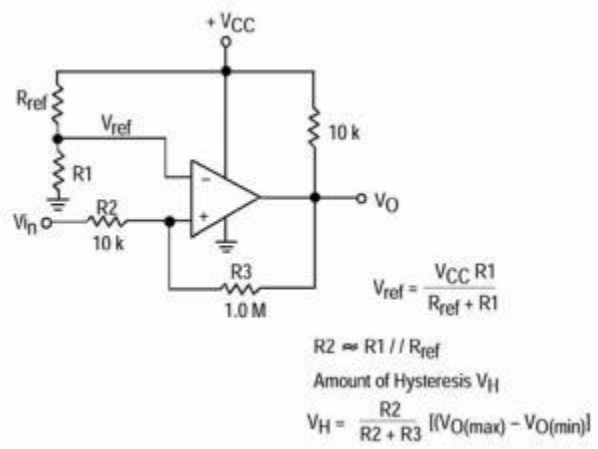 + VCC
Rref
Vref
10 k
R1
−
Vin
R2
+
VO
10 k
R3
1.0 M
Vref = VCC R1 / Rref + R1
R2 ≈ R1 // Rref
Amount of Hysteresis VH
VH = R2 / R2 + R3 [(VO(max) − VO(min)]